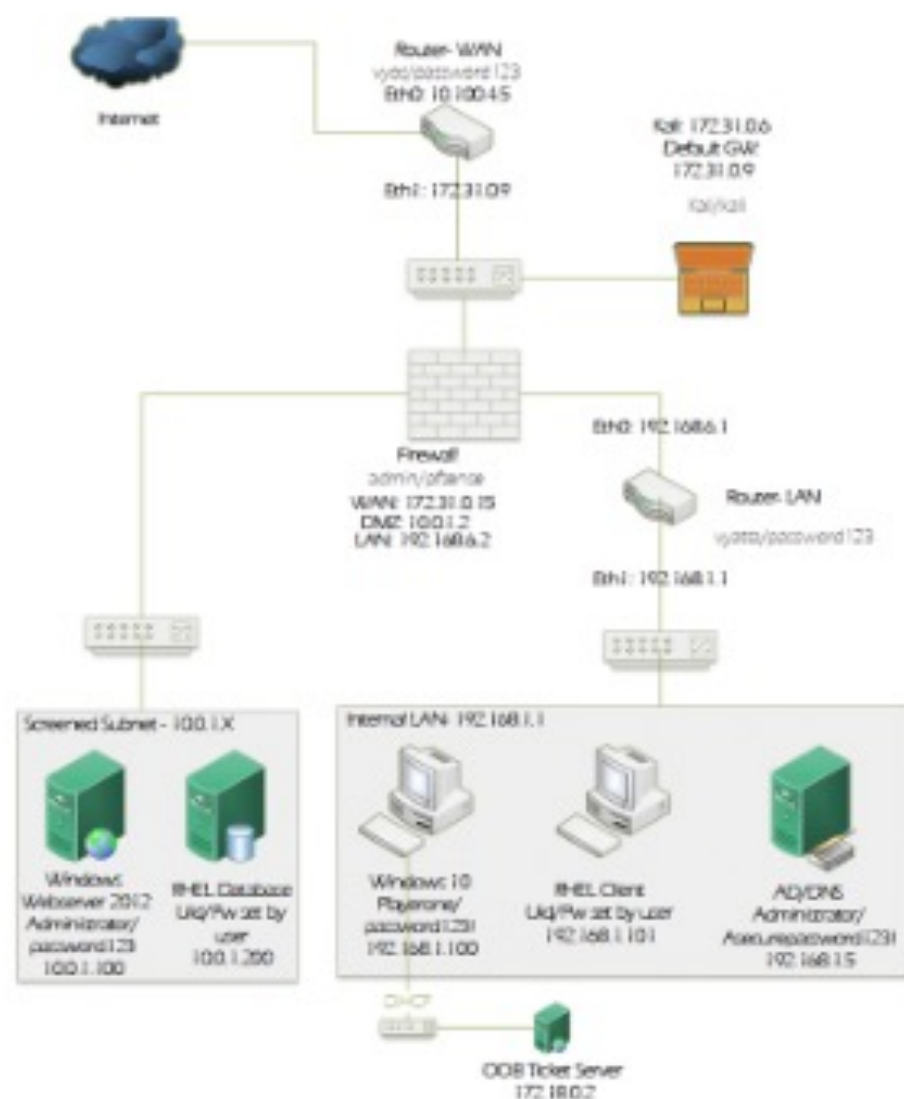 Internet
Router- WAN
vyos/password123
Eth0: 10.100.45
Eth1: 172.31.0.9
Kali: 172.31.0.6
Default GW:
172.31.0.9
Kali/kali
Firewall
admin/pfsense
WAN: 172.31.0.15
DMZ: 10.0.1.2
LAN: 192.168.6.2
Eth0: 192.168.6.1
Router- LAN
vyatta/password123
Eth1: 192.168.1.1
Screened Subnet - 10.0.1.X
Windows
Webserver 2012
Administrator/
password123
10.0.1.100
RHEL Database
Uid/Pw set by
user
10.0.1.200
Internal LAN- 192.168.1.1
Windows 10
Playerone/
password123!
192.168.1.100
RHEL Client
Uid/Pw set by user
192.168.1.101
AD/DNS
Administrator/
Asecurepassword123!
192.168.1.5
OOB Ticket Server
172.18.0.2